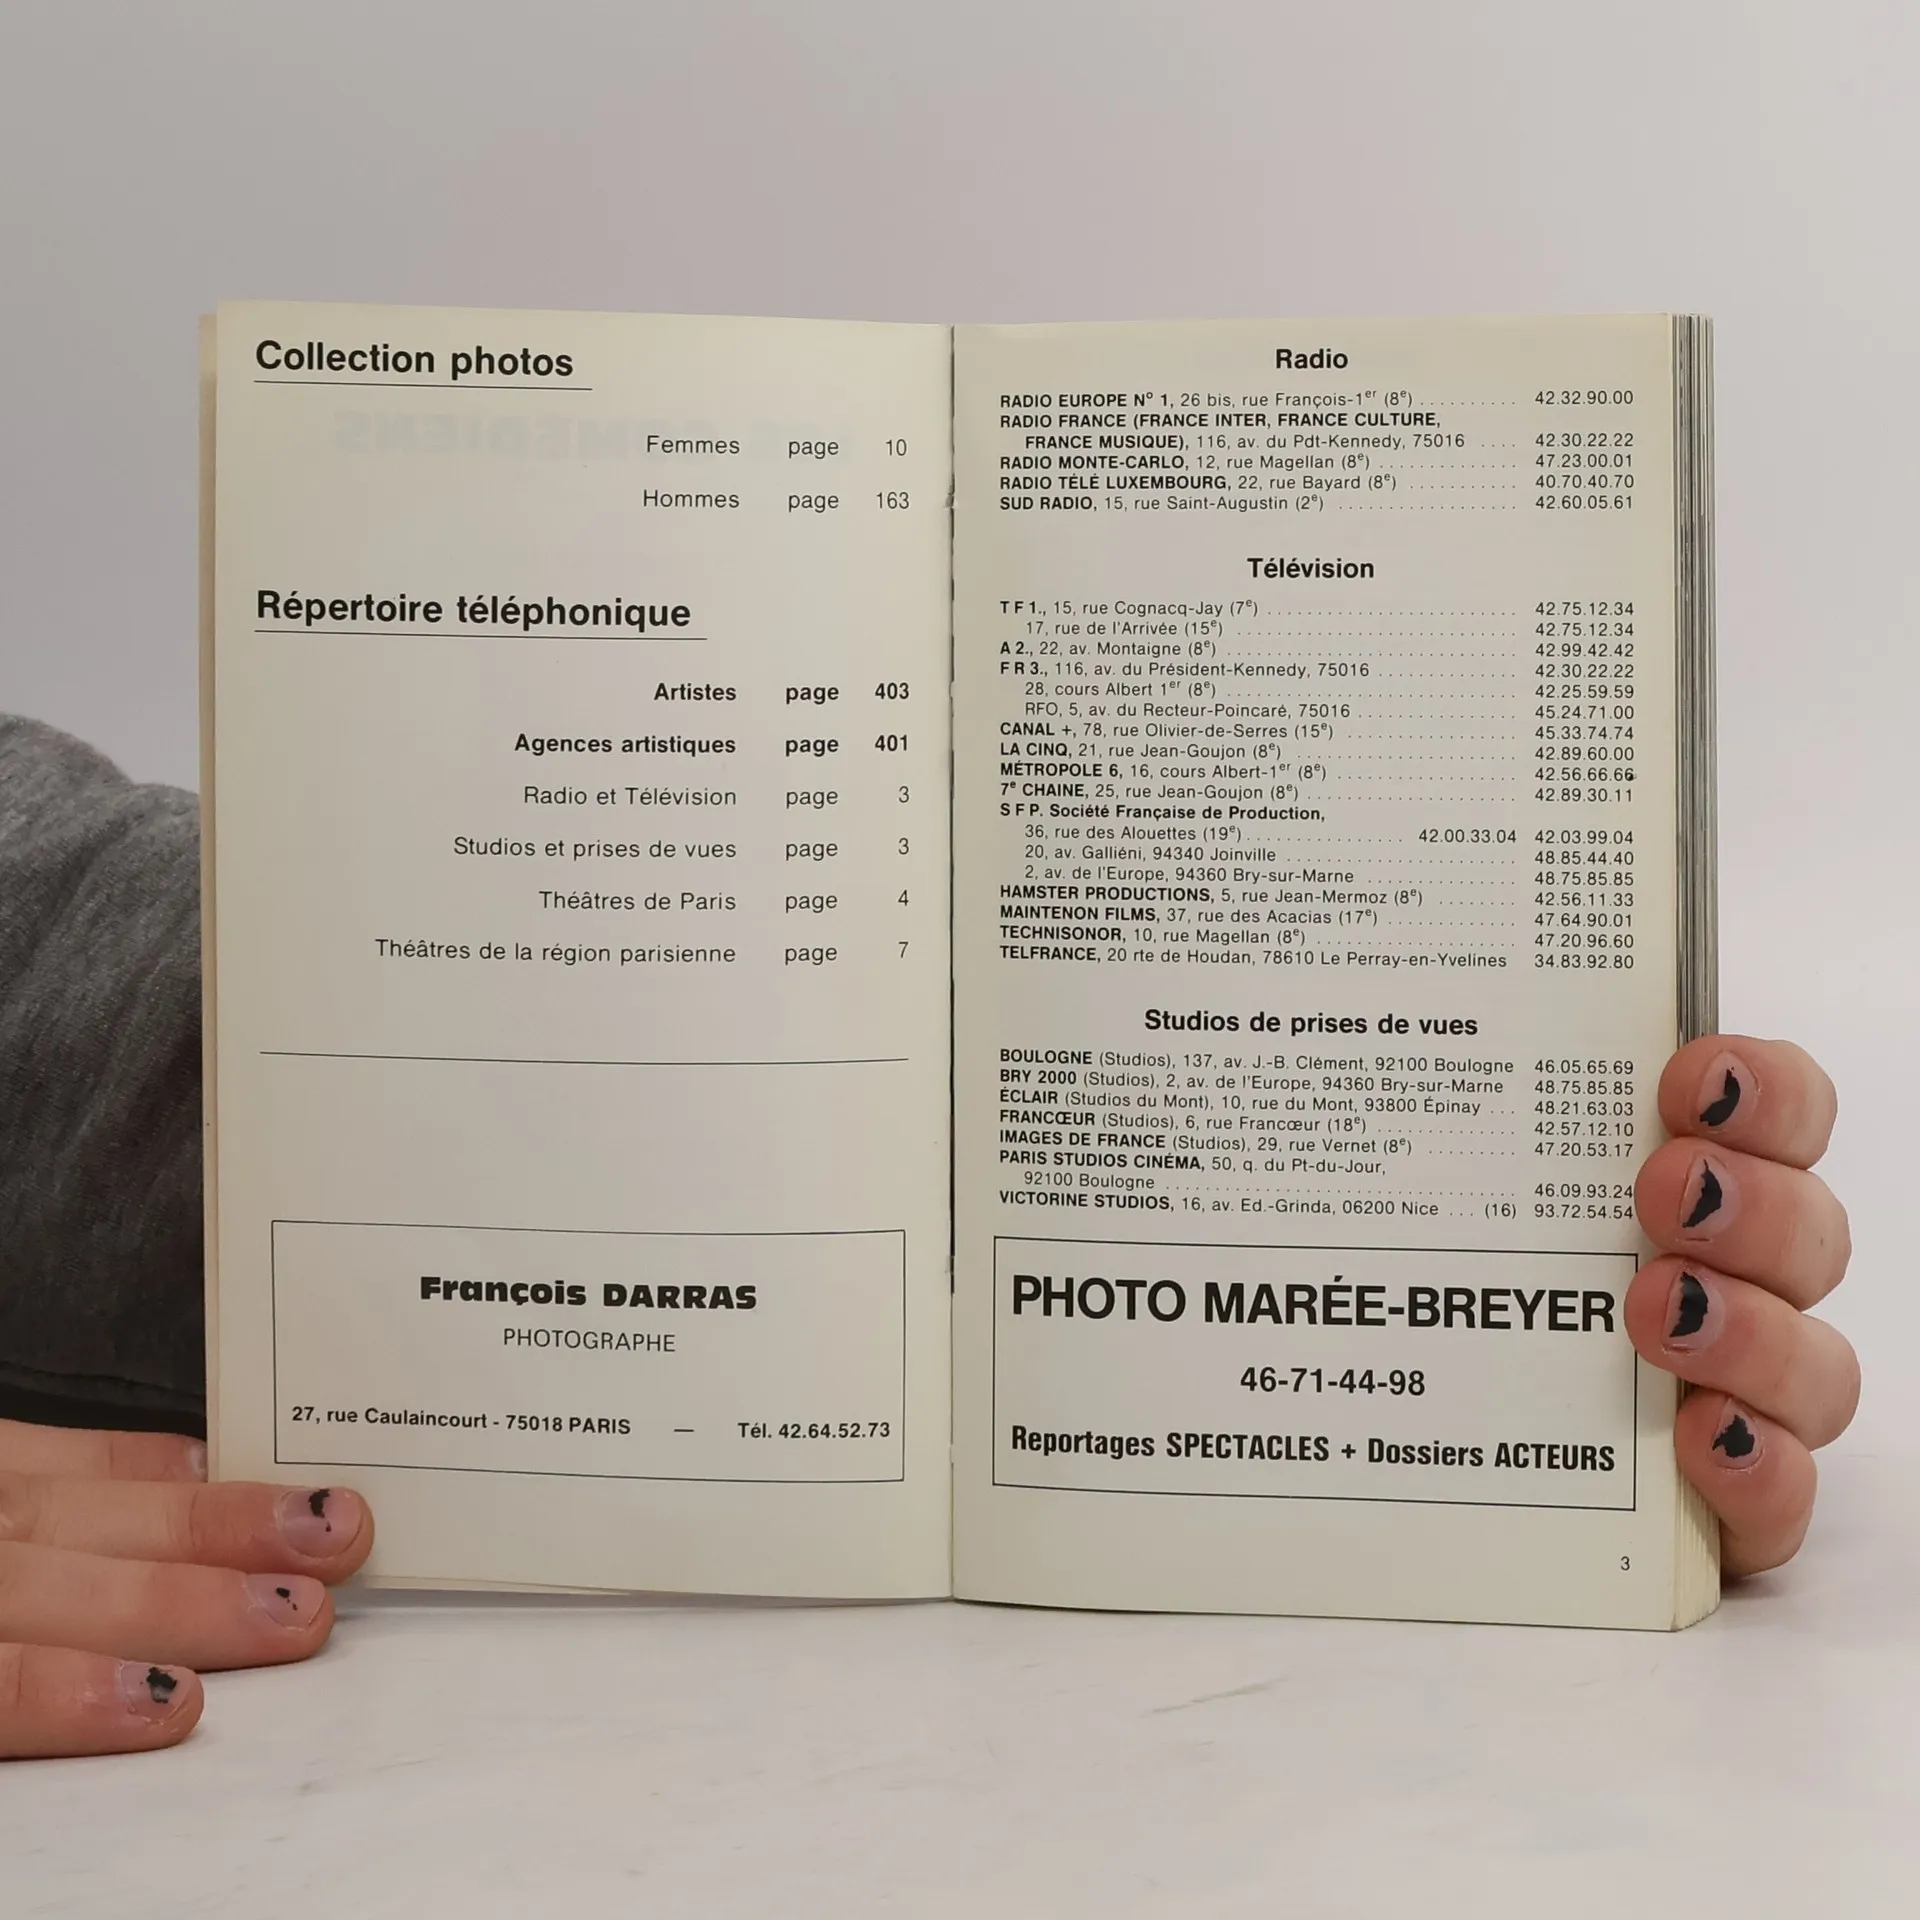 Collection photos
Femmes page 10
Hommes page 163
Répertoire téléphonique
Artistes page 403
Agences artistiques page 401
Radio et Télévision page 3
Studios et prises de vues page 3
Théâtres de Paris page 4
Théâtres de la région parisienne page 7
François DARRAS
PHOTOGRAPHE
27, rue Caulaincourt - 75018 PARIS — Tél. 42.64.52.73
Radio
RADIO EUROPE N° 1, 26 bis, rue François-1er (8e) .......... 42.32.90.00
RADIO FRANCE (FRANCE INTER, FRANCE CULTURE,
FRANCE MUSIQUE), 116, av. du Pdt-Kennedy, 75016 .... 42.30.22.22
RADIO MONTE-CARLO, 12, rue Magellan (8e) .............. 47.23.00.01
RADIO TÉLÉ LUXEMBOURG, 22, rue Bayard (8e) ........... 40.70.40.70
SUD RADIO, 15, rue Saint-Augustin (2e) .................. 42.60.05.61
Télévision
T F 1., 15, rue Cognacq-Jay (7e) ......................... 42.75.12.34
17, rue de l'Arrivée (15e) ............................ 42.75.12.34
A 2., 22, av. Montaigne (8e) ............................. 42.99.42.42
F R 3., 116, av. du Président-Kennedy, 75016 .............. 42.30.22.22
28, cours Albert 1er (8e) ............................. 42.25.59.59
RFO, 5, av. du Recteur-Poincaré, 75016 ................ 45.24.71.00
CANAL +, 78, rue Olivier-de-Serres (15e) ................. 45.33.74.74
LA CINQ, 21, rue Jean-Goujon (8e) ...................... 42.89.60.00
MÉTROPOLE 6, 16, cours Albert-1er (8e) .................. 42.56.66.66
7e CHAINE, 25, rue Jean-Goujon (8e) ..................... 42.89.30.11
S F P. Société Française de Production,
36, rue des Alouettes (19e) ................ 42.00.33.04 42.03.99.04
20, av. Galliéni, 94340 Joinville ....................... 48.85.44.40
2, av. de l'Europe, 94360 Bry-sur-Marne ............... 48.75.85.85
HAMSTER PRODUCTIONS, 5, rue Jean-Mermoz (8e) ........ 42.56.11.33
MAINTENON FILMS, 37, rue des Acacias (17e) ............. 47.64.90.01
TECHNISONOR, 10, rue Magellan (8e) .................... 47.20.96.60
TELFRANCE, 20 rte de Houdan, 78610 Le Perray-en-Yvelines 34.83.92.80
Studios de prises de vues
BOULOGNE (Studios), 137, av. J.-B. Clément, 92100 Boulogne 46.05.65.69
BRY 2000 (Studios), 2, av. de l'Europe, 94360 Bry-sur-Marne 48.75.85.85
ÉCLAIR (Studios du Mont), 10, rue du Mont, 93800 Épinay ... 48.21.63.03
FRANCŒUR (Studios), 6, rue Francœur (18e) .............. 42.57.12.10
IMAGES DE FRANCE (Studios), 29, rue Vernet (8e) ......... 47.20.53.17
PARIS STUDIOS CINÉMA, 50, q. du Pt-du-Jour,
92100 Boulogne ................................... 46.09.93.24
VICTORINE STUDIOS, 16, av. Ed.-Grinda, 06200 Nice ... (16) 93.72.54.54
PHOTO MARÉE-BREYER
46-71-44-98
Reportages SPECTACLES + Dossiers ACTEURS
3